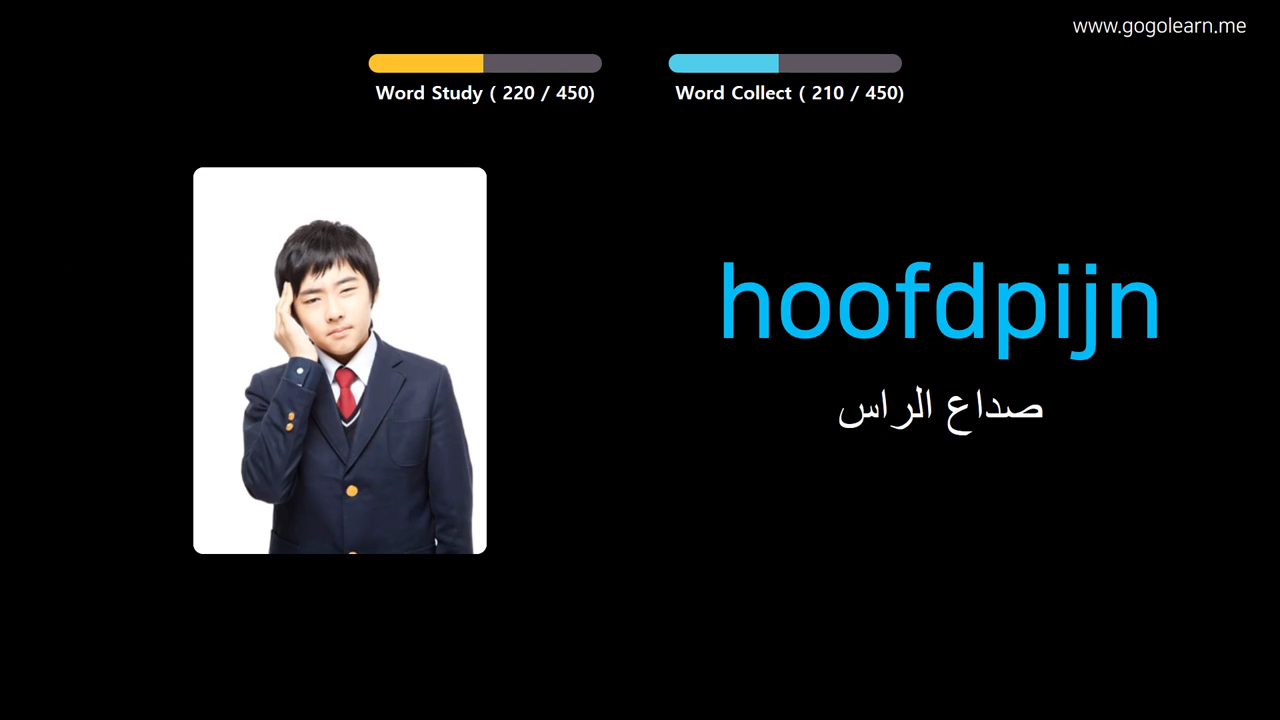 www.gogolearn.me
Word Study ( 220 / 450)
Word Collect ( 210 / 450)
hoofdpijn
صداع الراس